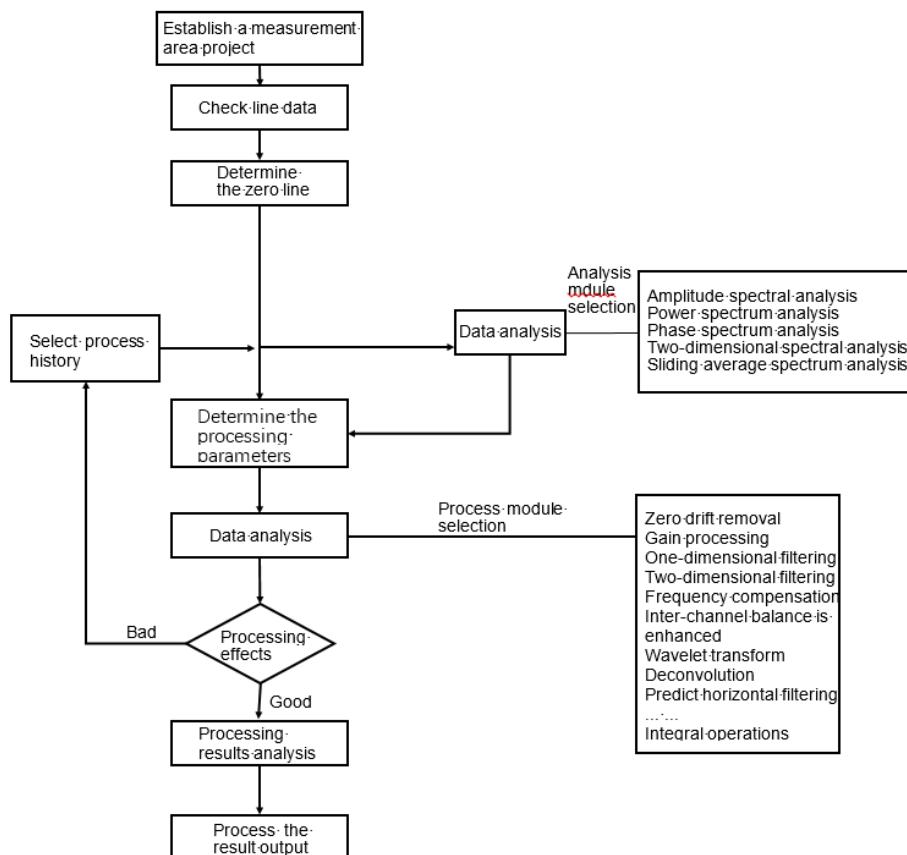 Establish a measurement
area project
Check line data
Determine
the zero line
Analysis
mdule
selection
Amplitude spectral analysis
Power spectrum analysis
Phase spectrum analysis
Two-dimensional spectral analysis
Sliding average spectrum analysis
Data analysis
Select process
history
Determine the
processing
parameters
Process module
selection
Data analysis
Zero drift removal
Gain processing
One-dimensional filtering
Two-dimensional filtering
Frequency compensation
Inter-channel balance is
enhanced
Wavelet transform
Deconvolution
Predict horizontal filtering
... ...
Integral operations
Bad
Processing
effects
Good
Processing
results analysis
Process the
result output